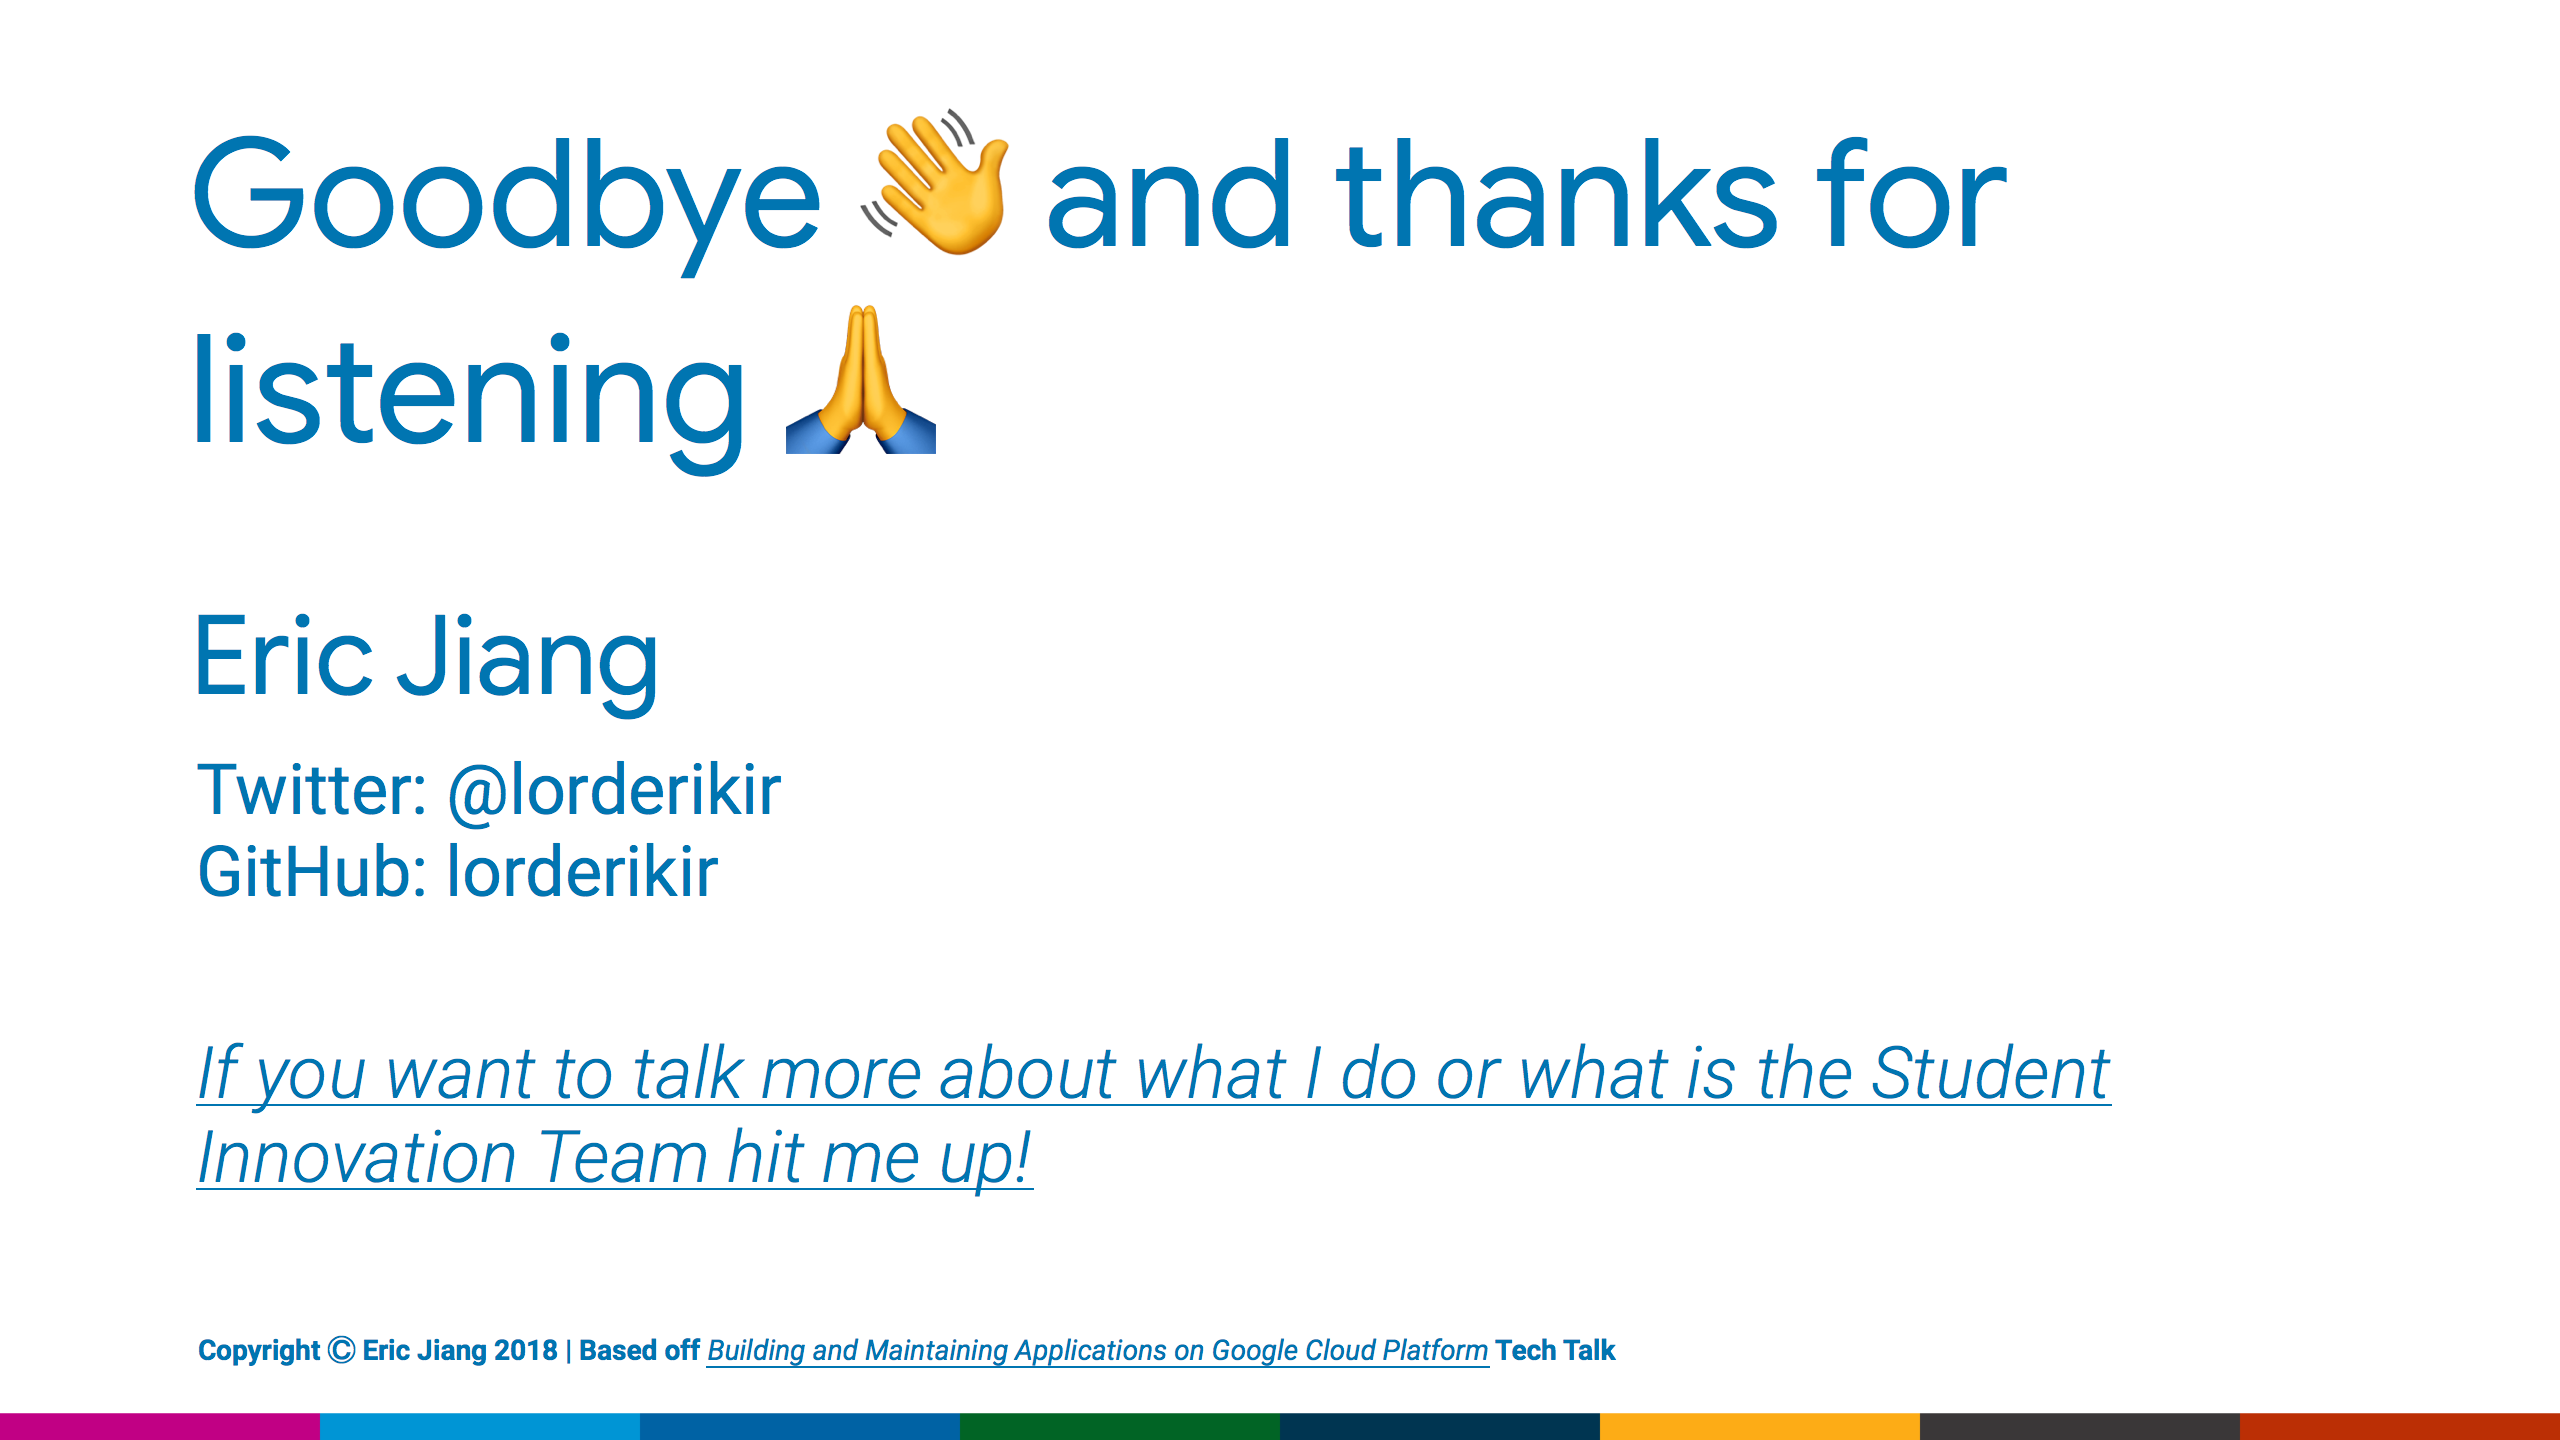 Goodbye 👋 and thanks for
listening 🙏
Eric Jiang
Twitter: @lorderikir
GitHub: lorderikir
If you want to talk more about what I do or what is the Student
Innovation Team hit me up!
Copyright © Eric Jiang 2018 | Based off Building and Maintaining Applications on Google Cloud Platform Tech Talk